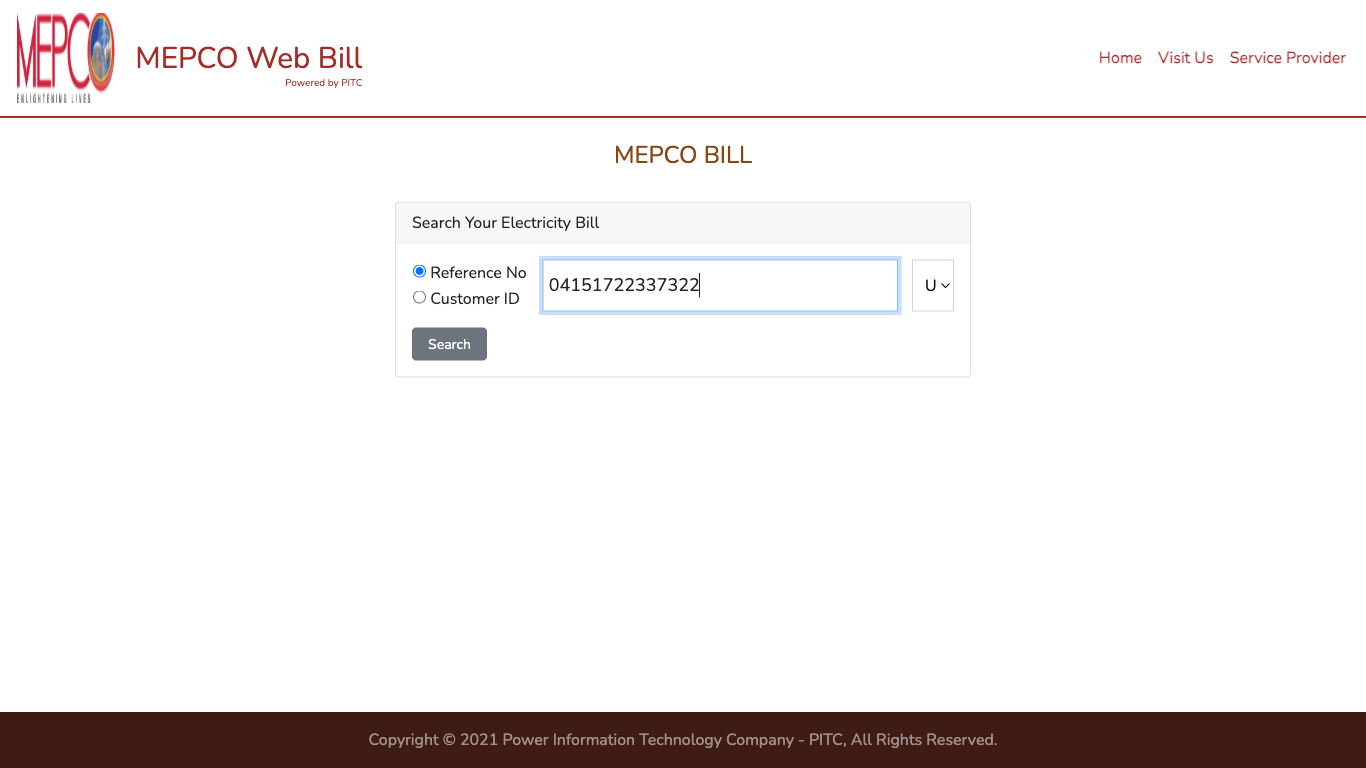 MEPCO
ENLIGHTENING LIVES
MEPCO Web Bill
Powered by PITC
Home Visit Us Service Provider
MEPCO BILL
Search Your Electricity Bill
Reference No
Customer ID
04151722337322
U
Search
Copyright © 2021 Power Information Technology Company - PITC, All Rights Reserved.